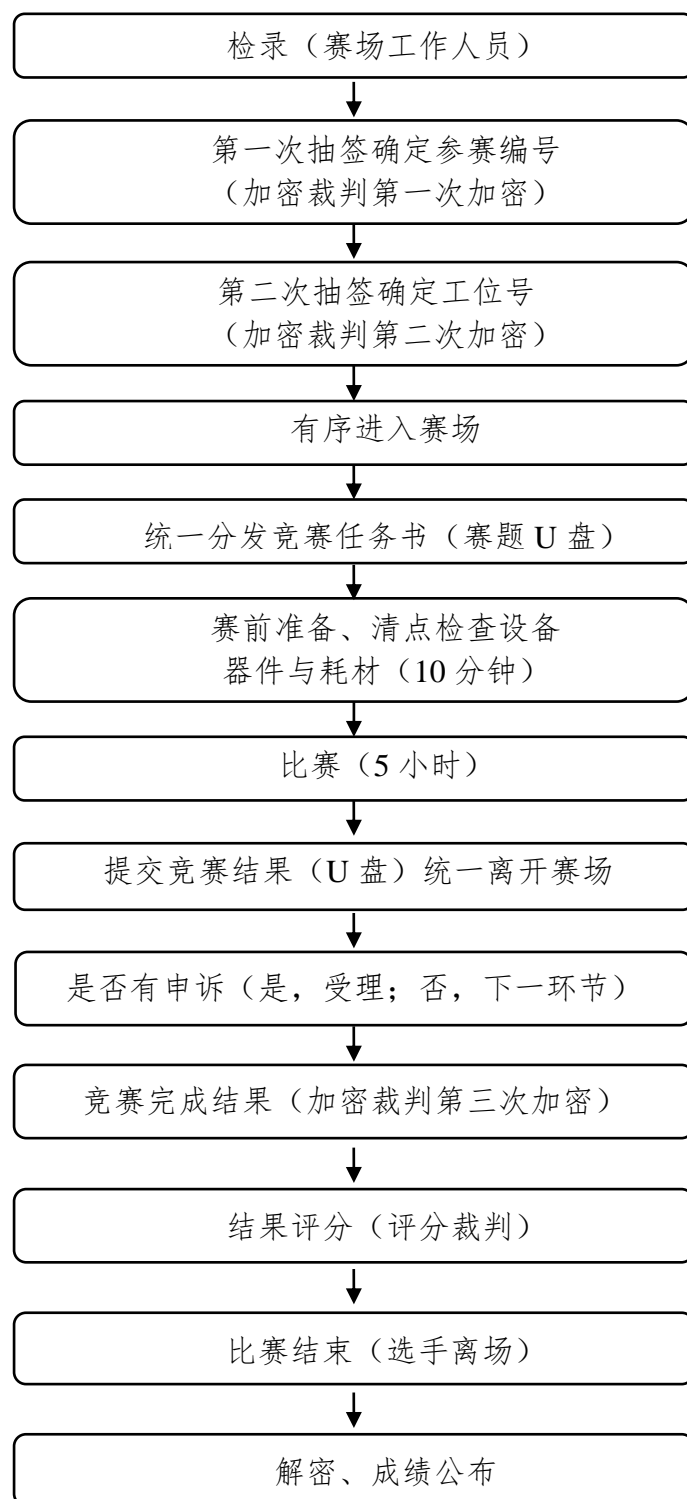 检录（赛场工作人员）
第一次抽签确定参赛编号
（加密裁判第一次加密）
第二次抽签确定工位号
（加密裁判第二次加密）
有序进入赛场
统一分发竞赛任务书（赛题 U 盘）
赛前准备、清点检查设备
器件与耗材（10 分钟）
比赛（5 小时）
提交竞赛结果（U 盘）统一离开赛场
是否有申诉（是，受理；否，下一环节）
竞赛完成结果（加密裁判第三次加密）
结果评分（评分裁判）
比赛结束（选手离场）
解密、成绩公布